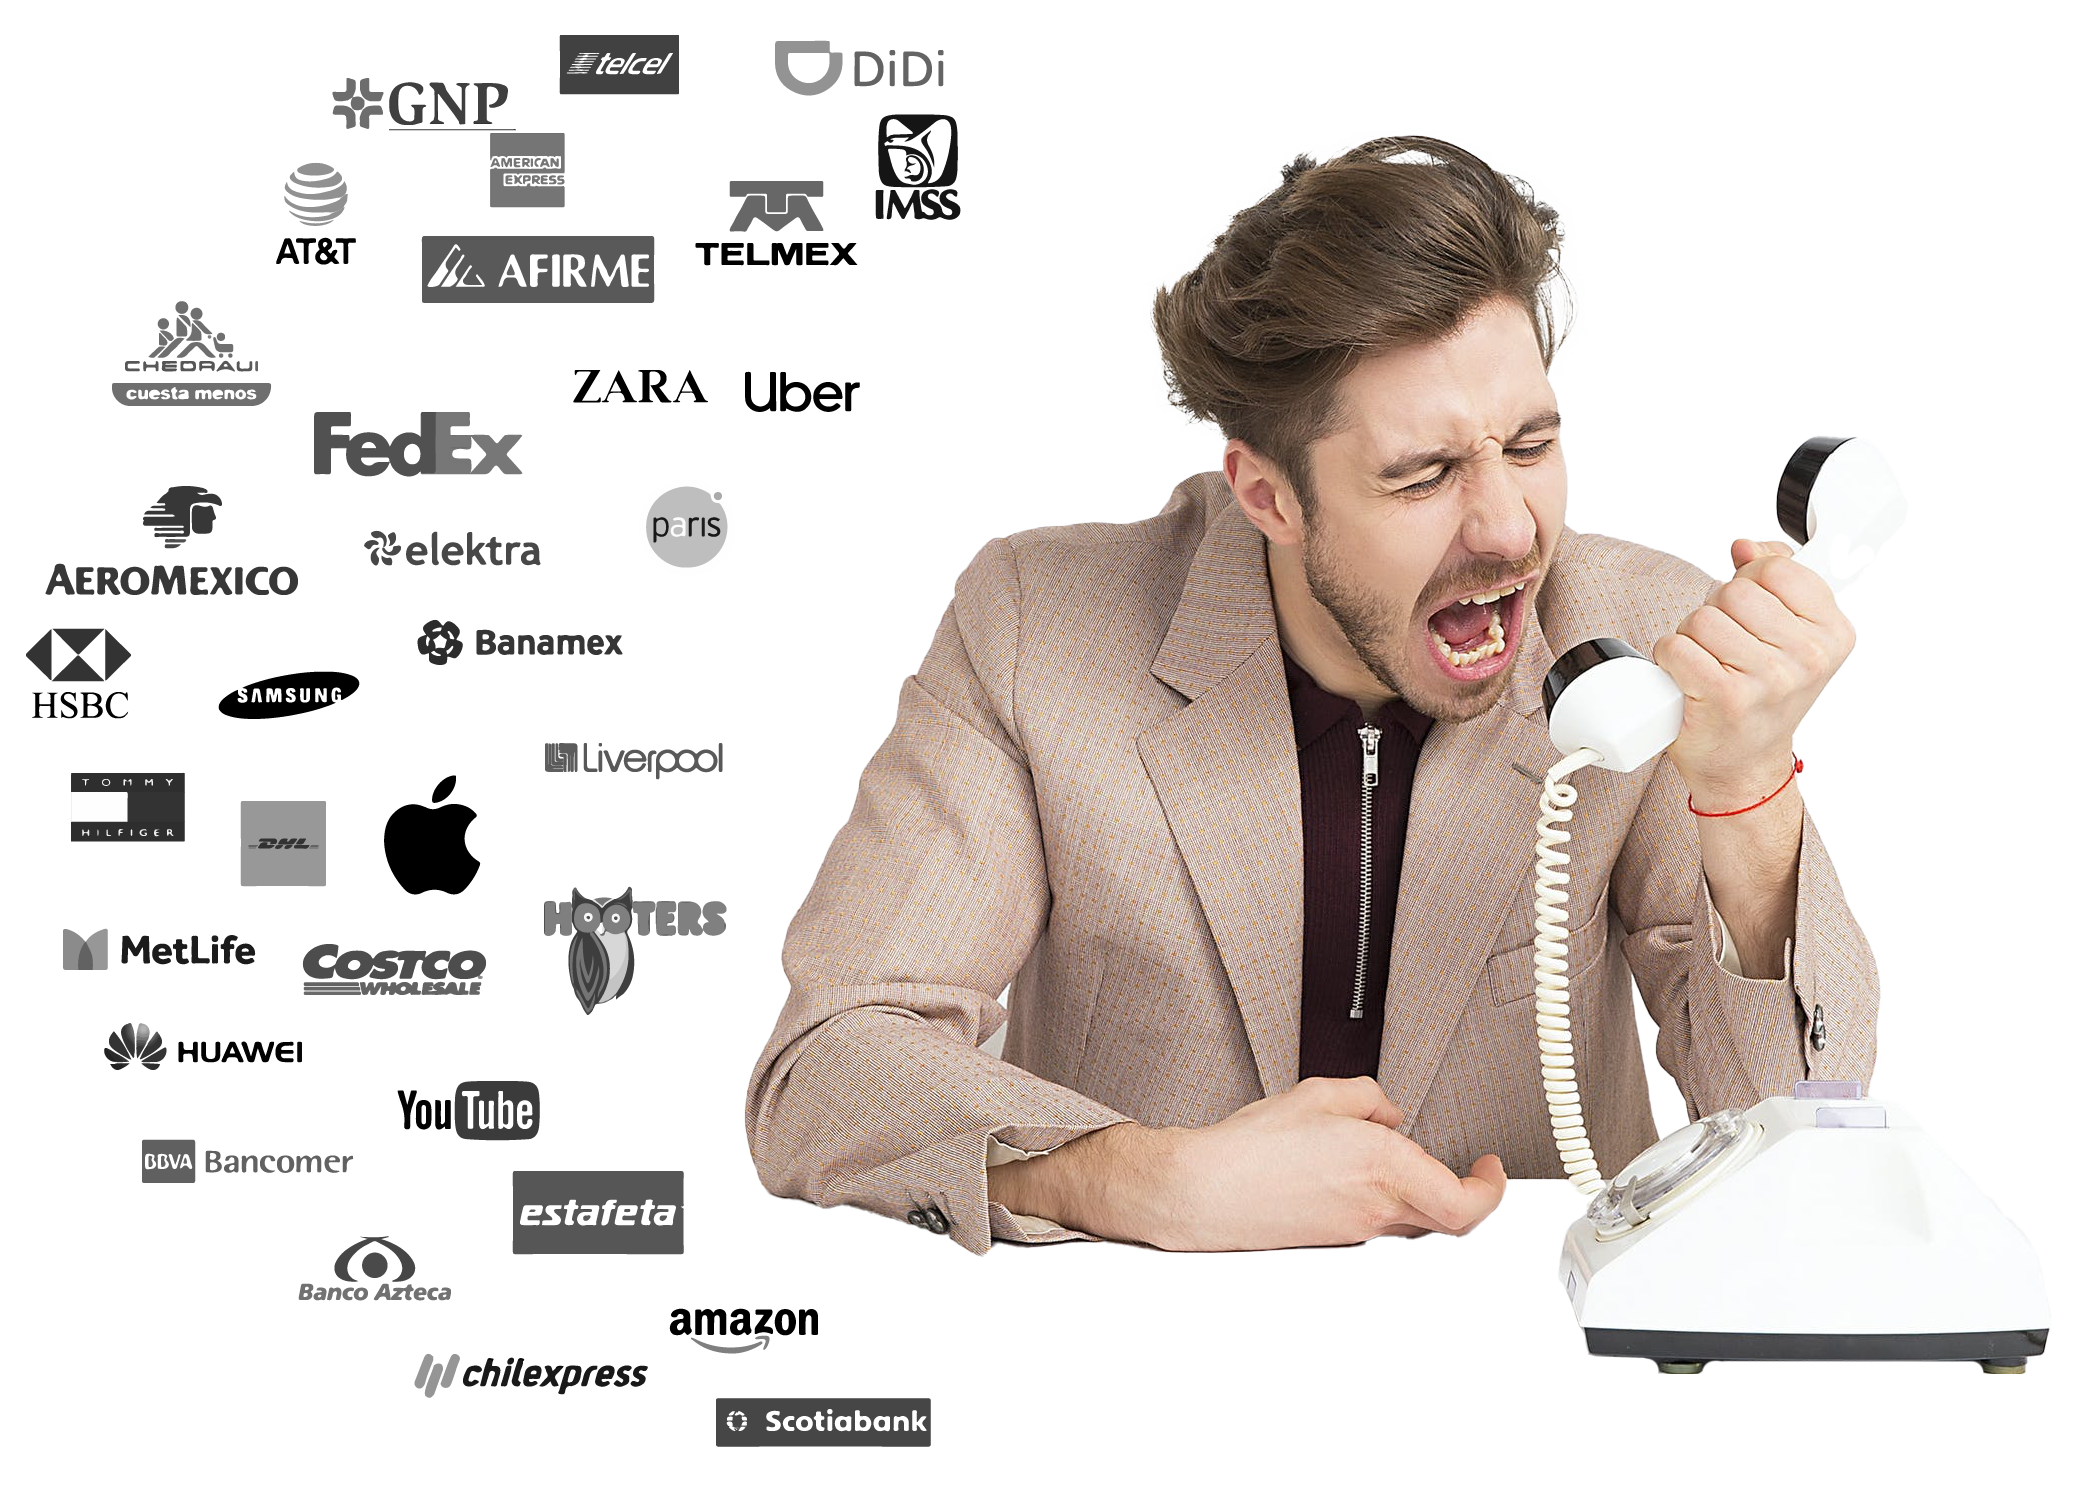 telcel
DiDi
GNP
AMERICAN
EXPRESS
IMSS
AT&T
TELMEX
AFIRME
CHEDRAUI
cuesta menos
ZARA
Uber
FedEx
paris
elektra
AEROMEXICO
Banamex
HSBC
SAMSUNG
Liverpool
TOMMY
HILFIGER
DHL
HOOTERS
MetLife
COSTCO
WHOLESALE
HUAWEI
YouTube
BBVA Bancomer
estafeta
Banco Azteca
amazon
chilexpress
Scotiabank